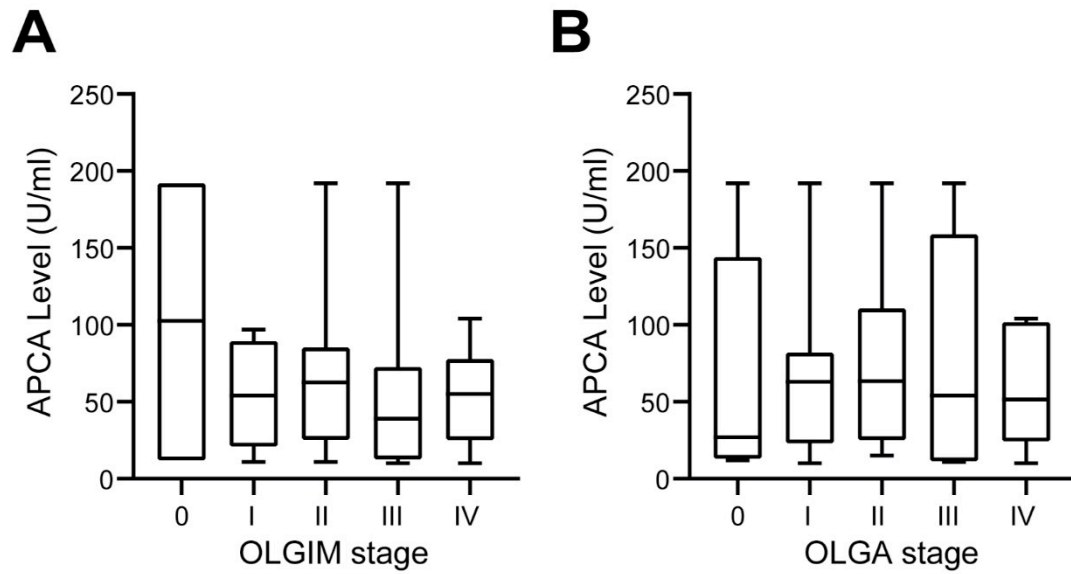 A
APCA Level (U/ml)
250
200
150
100
50
0
0 I II III IV
OLGIM stage
B
APCA Level (U/ml)
250
200
150
100
50
0
0 I II III IV
OLGA stage